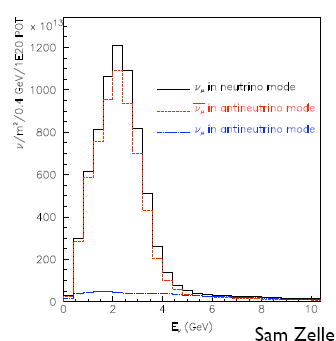 × 10¹³
ν/m²/0.4 GeV/1E20 POT
1200
1000
800
600
400
200
0
ν_μ in neutrino mode
ν̅_μ in antineutrino mode
ν_μ in antineutrino mode
0 2 4 6 8 10
E_ν (GeV)
Sam Zelle